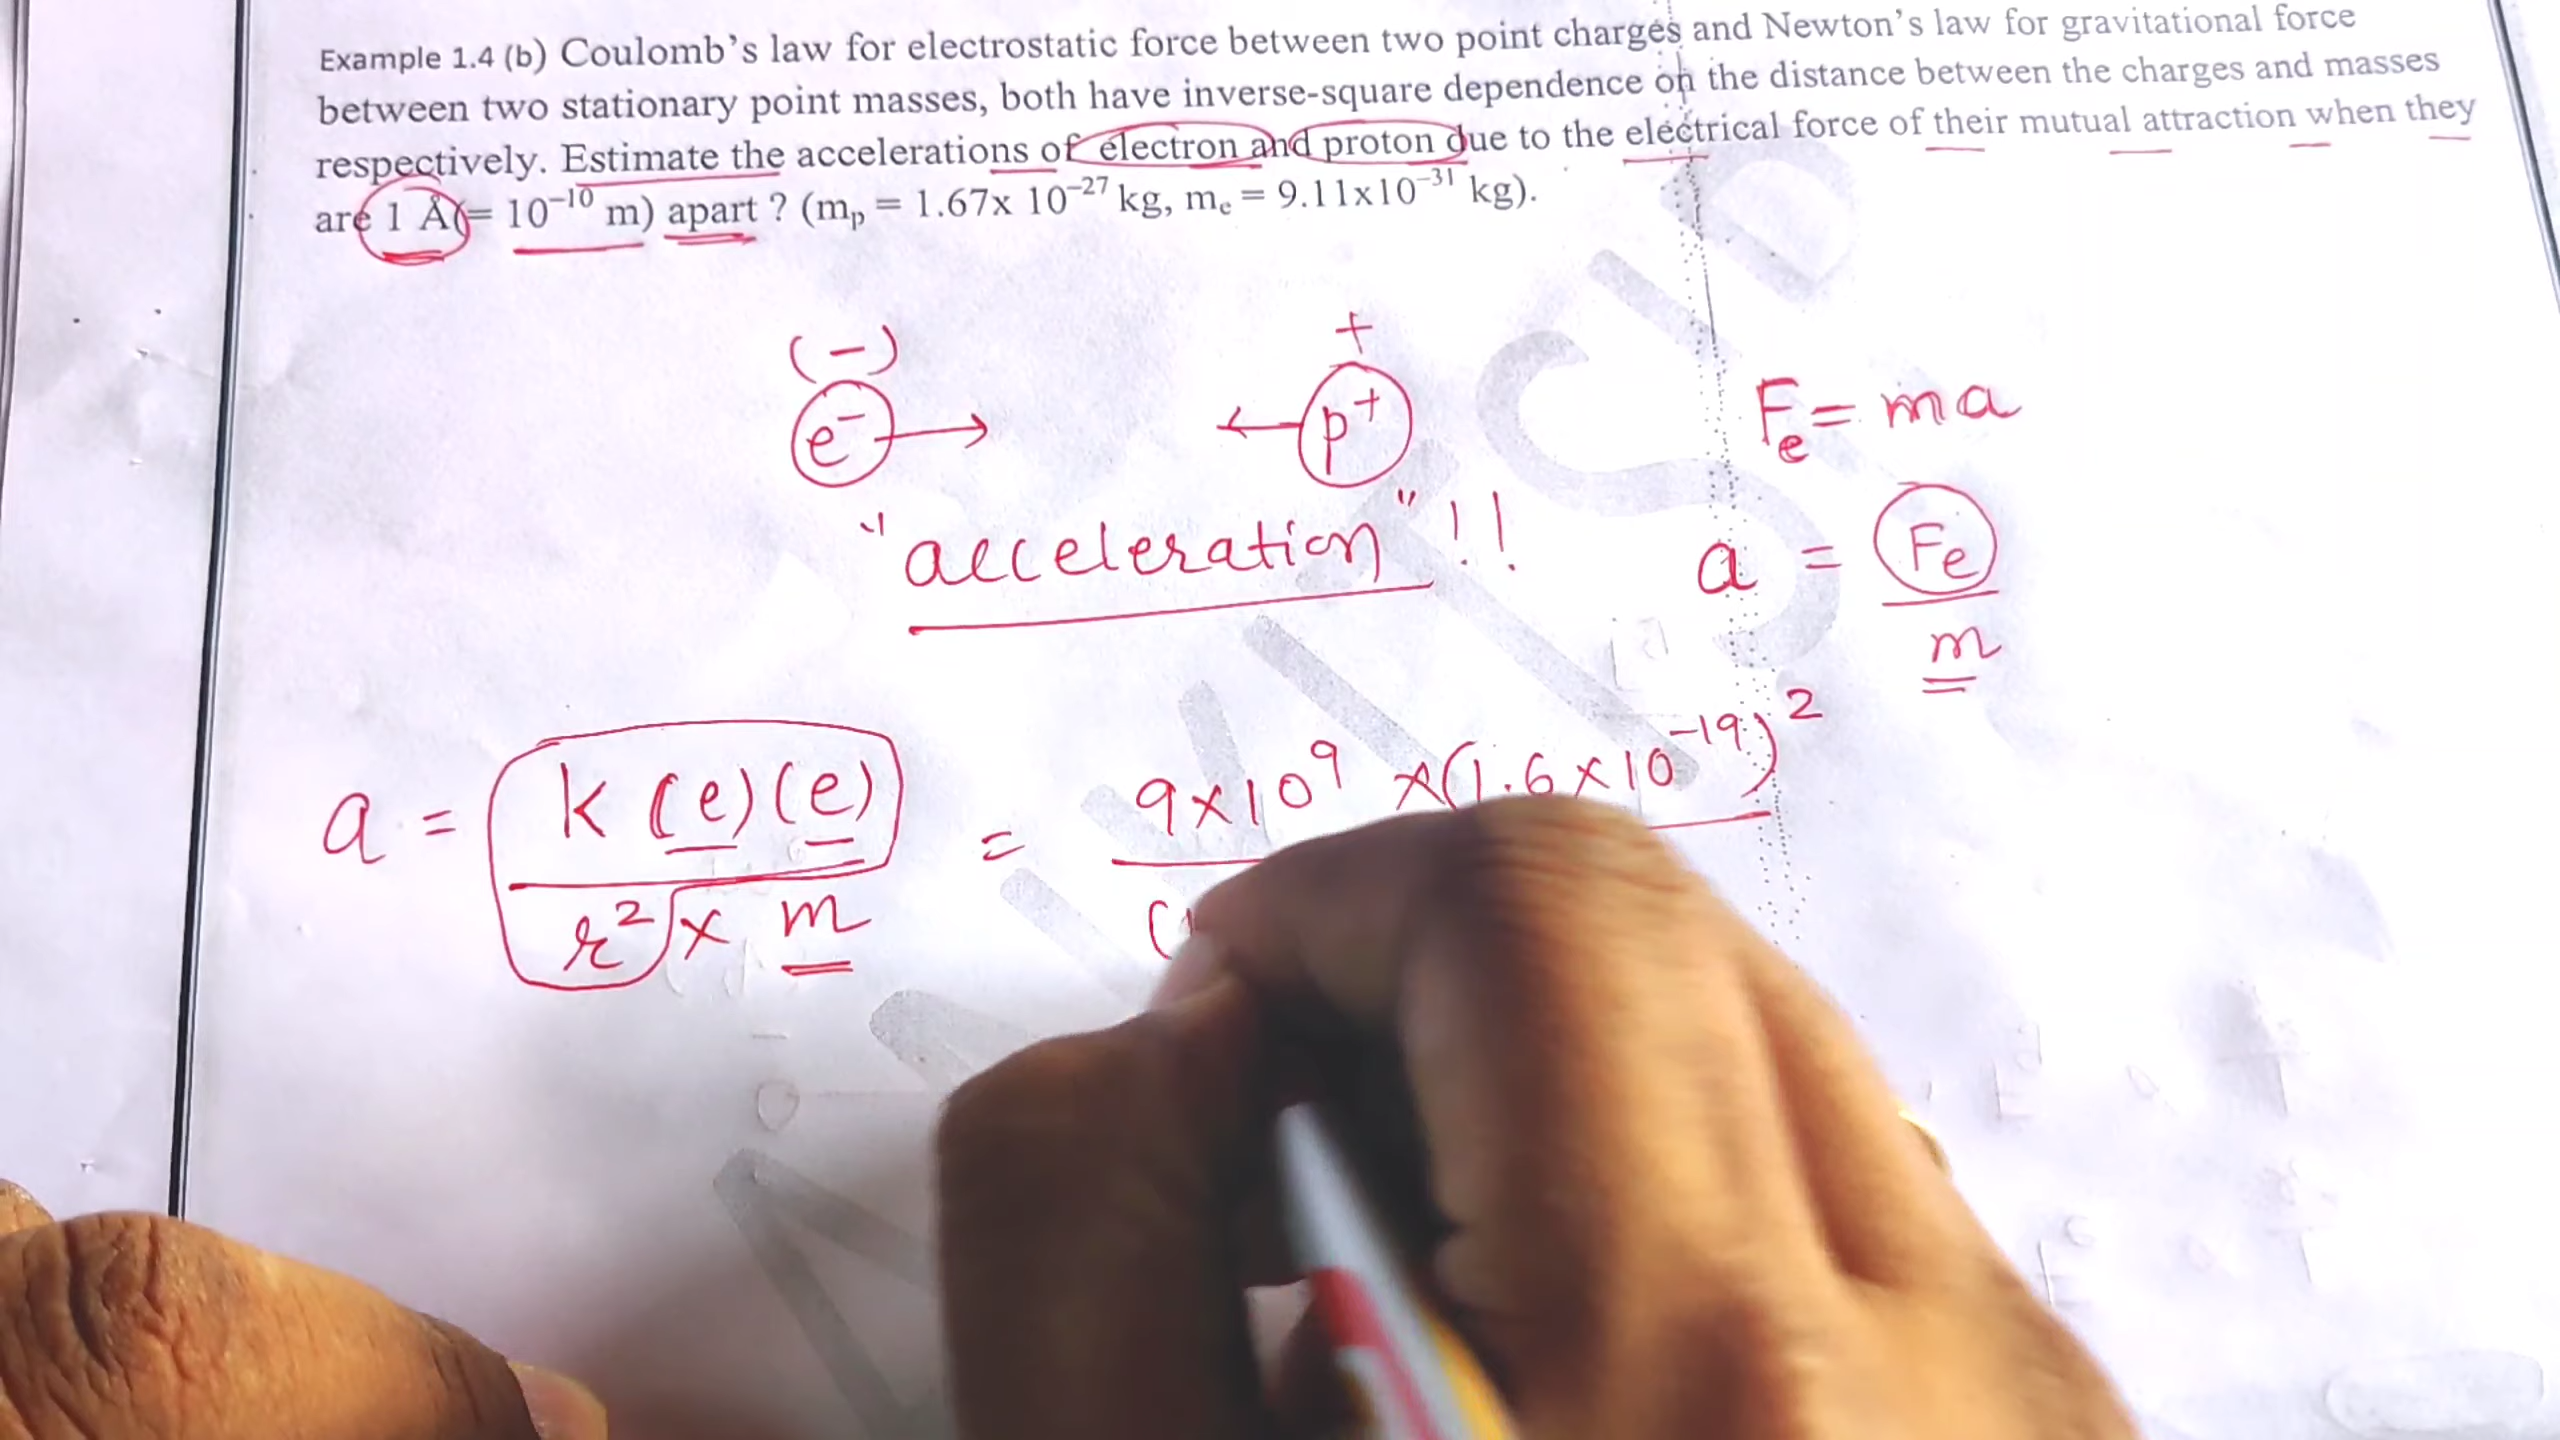 Example 1.4 (b) Coulomb's law for electrostatic force between two point charges and Newton's law for gravitational force
between two stationary point masses, both have inverse-square dependence on the distance between the charges and masses
respectively. Estimate the accelerations of electron and proton due to the electrical force of their mutual attraction when they
are 1 Å(= 10⁻¹⁰ m) apart ? (mₚ = 1.67x 10⁻²⁷ kg, mₑ = 9.11x10⁻³¹ kg).
(-) +
e⁻ p⁺ Fₑ = ma
"acceleration"!! a = Fe
m
a = k(e)(e) = 9×10⁹ ×(1.6×10⁻¹⁹)²
r² × m (1